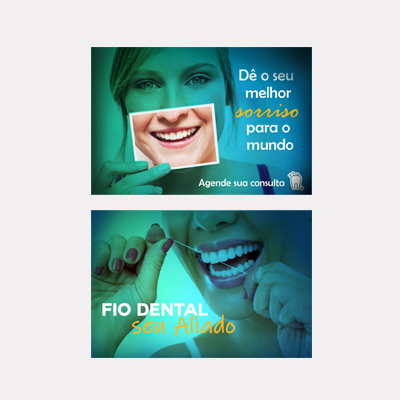 Dê o seu
melhor
sorriso
para o
mundo
Agende sua consulta
FIO DENTAL
seu Aliado